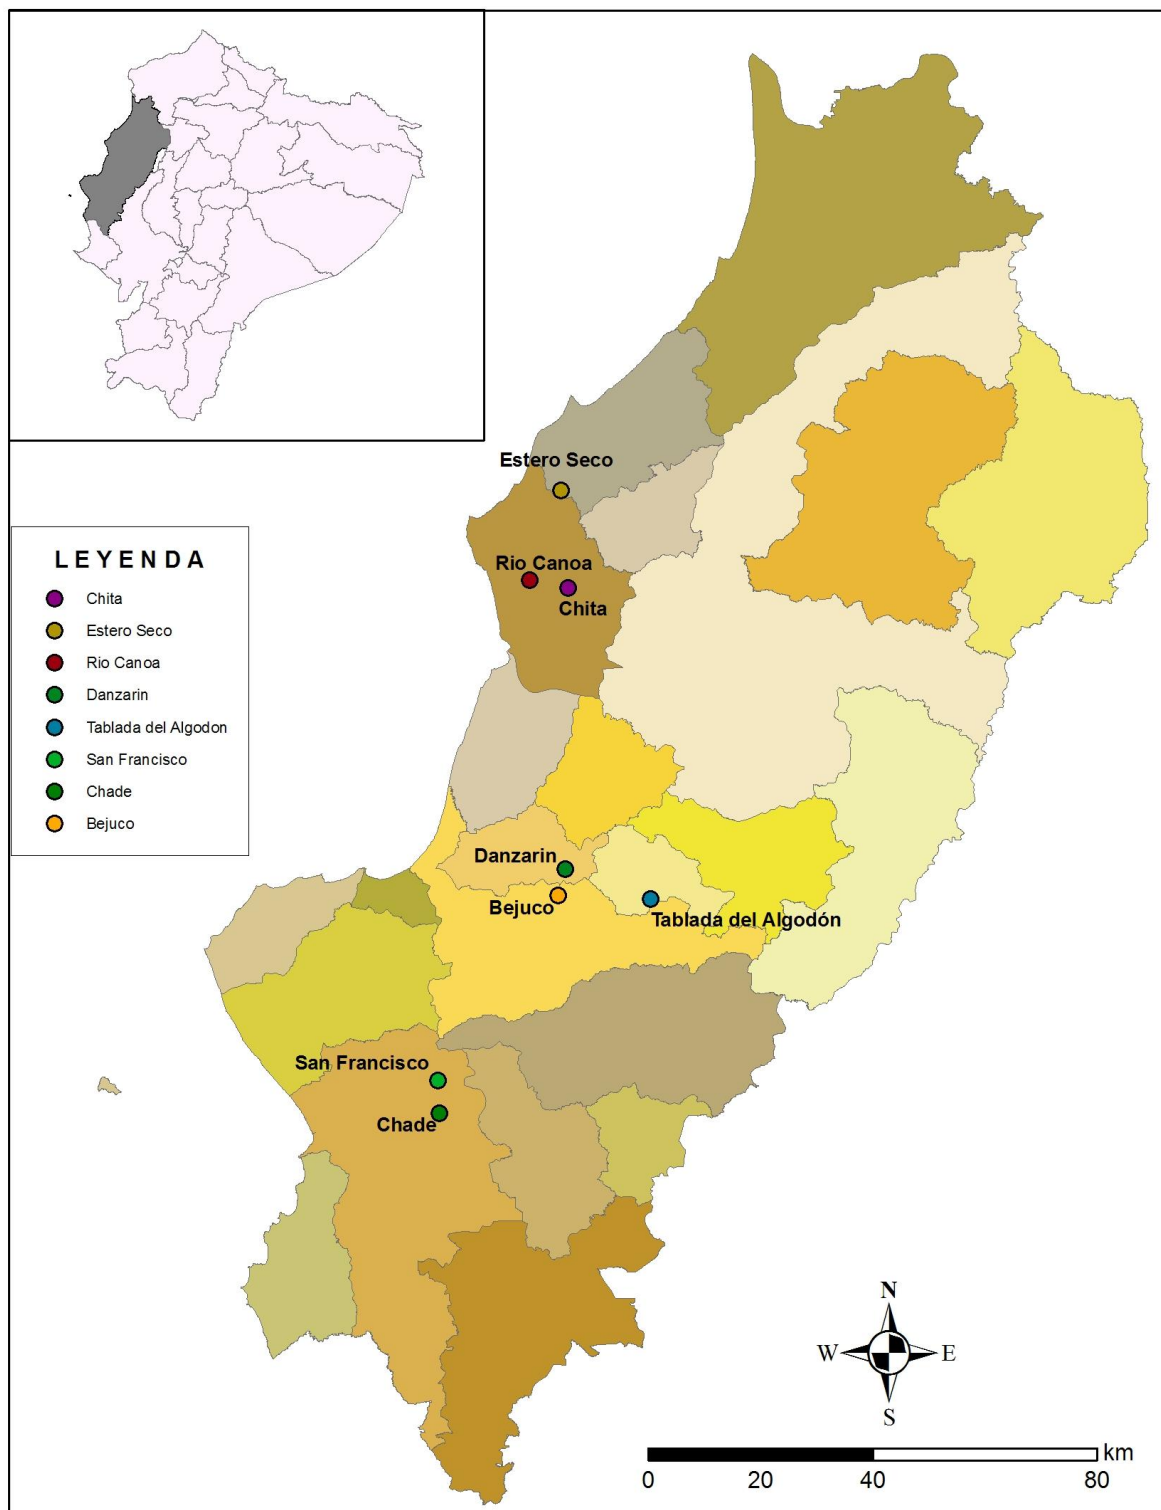 Estero Seco
Rio Canoa
Chita
L E Y E N D A
Chita
Estero Seco
Rio Canoa
Danzarin
Tablada del Algodon
San Francisco
Chade
Bejuco
Danzarin
Bejuco
Tablada del Algodón
San Francisco
Chade
N
W E
S
km
0 20 40 80